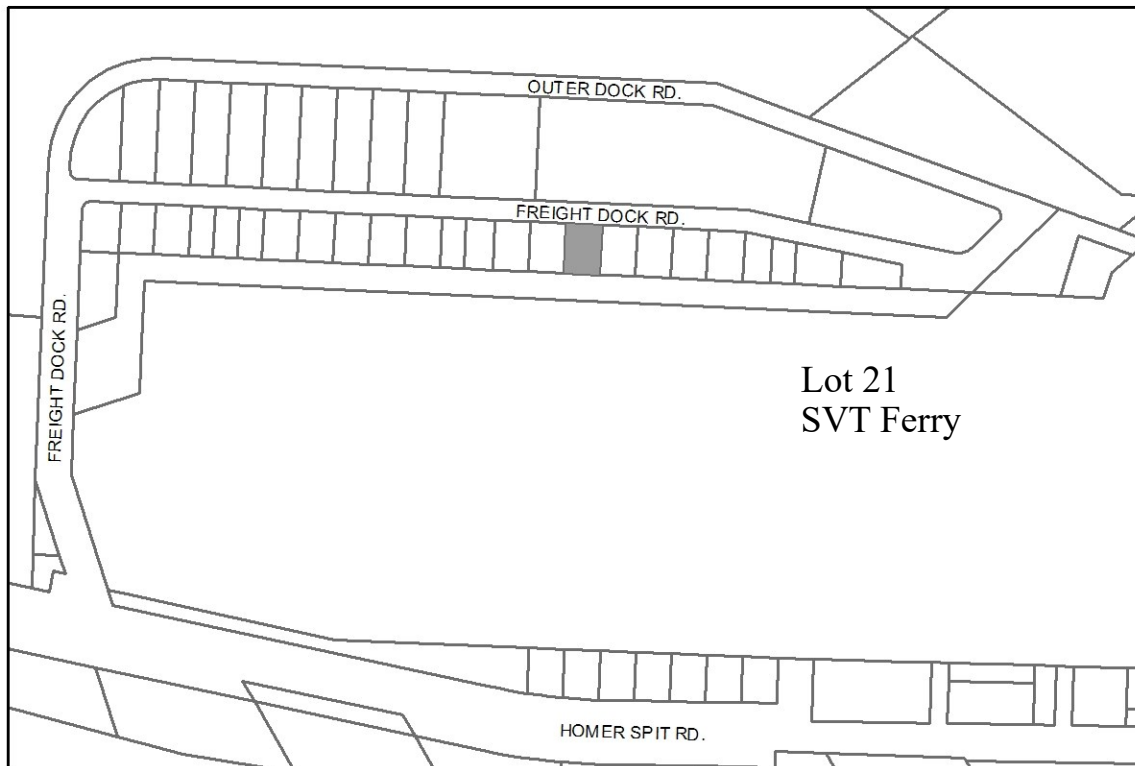 OUTER DOCK RD.
FREIGHT DOCK RD.
FREIGHT DOCK RD.
Lot 21
SVT Ferry
HOMER SPIT RD.